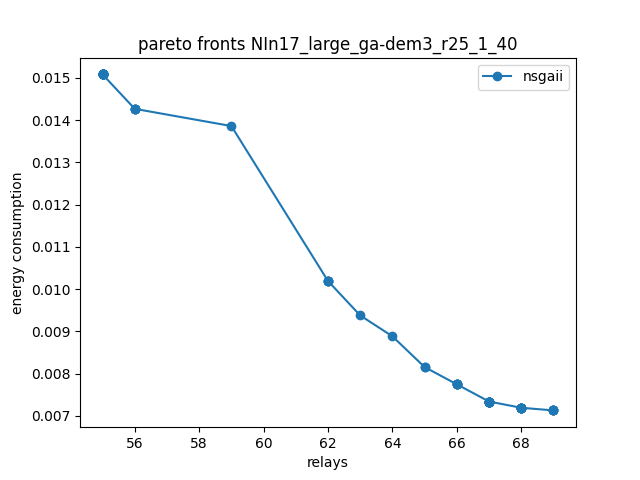 pareto fronts NIn17_large_ga-dem3_r25_1_40
nsgaii
energy consumption
0.015
0.014
0.013
0.012
0.011
0.010
0.009
0.008
0.007
56 58 60 62 64 66 68
relays